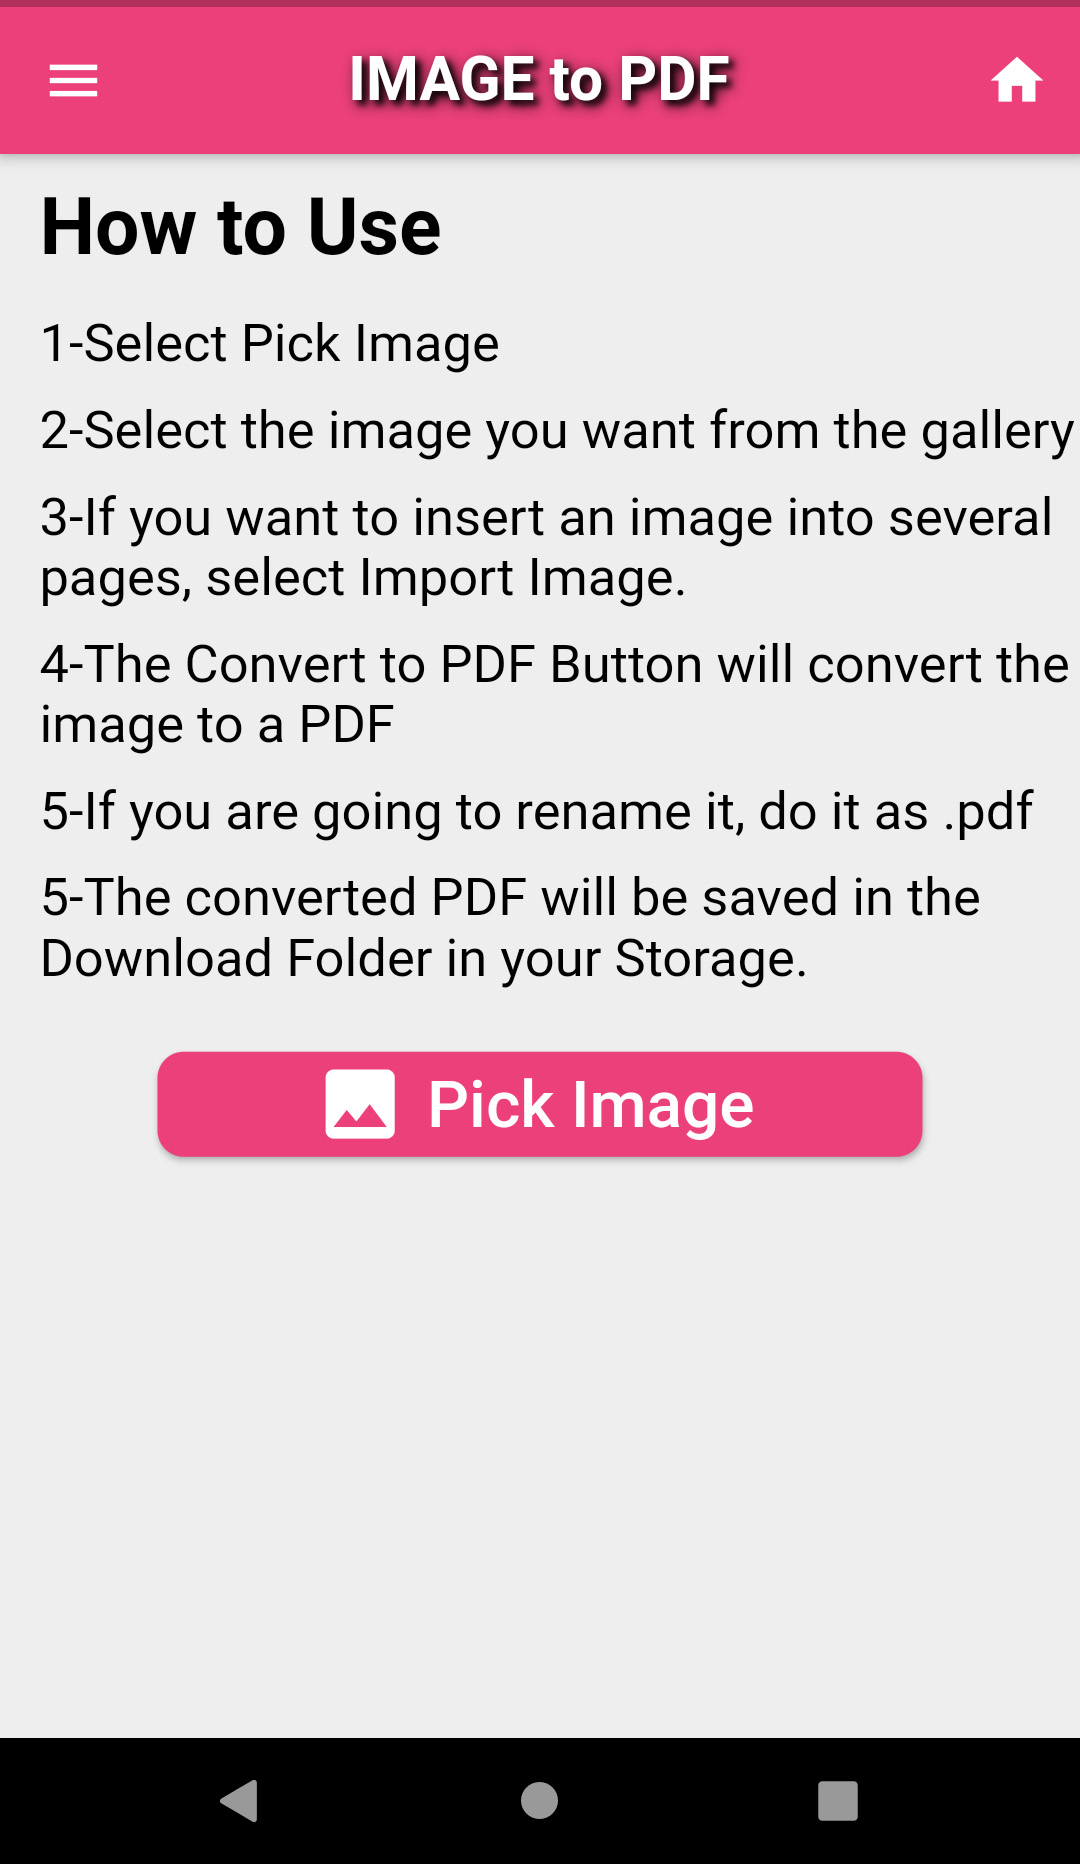 IMAGE to PDF
How to Use
1-Select Pick Image
2-Select the image you want from the gallery
3-If you want to insert an image into several
pages, select Import Image.
4-The Convert to PDF Button will convert the
image to a PDF
5-If you are going to rename it, do it as .pdf
5-The converted PDF will be saved in the
Download Folder in your Storage.
Pick Image